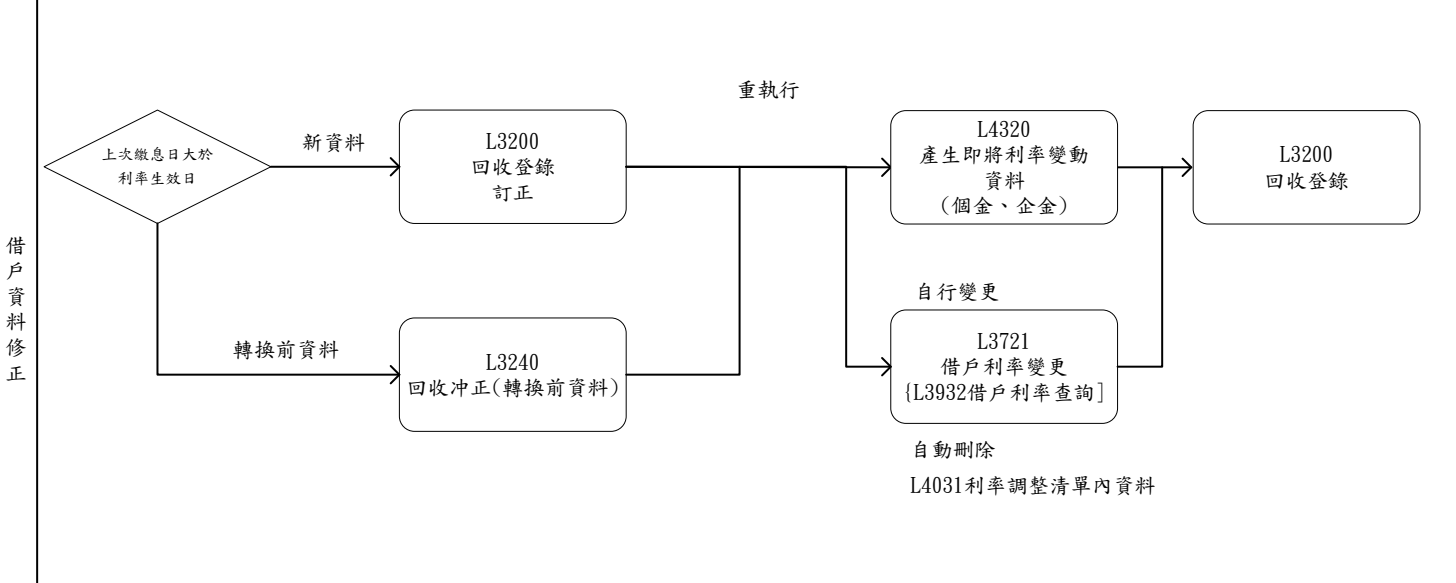 借戶資料修正
上次繳息日大於
利率生效日
新資料
L3200
回收登錄
訂正
轉換前資料
L3240
回收沖正(轉換前資料)
重執行
L4320
產生即將利率變動
資料
(個金、企金)
自行變更
L3721
借戶利率變更
{L3932借戶利率查詢]
自動刪除
L4031利率調整清單內資料
L3200
回收登錄